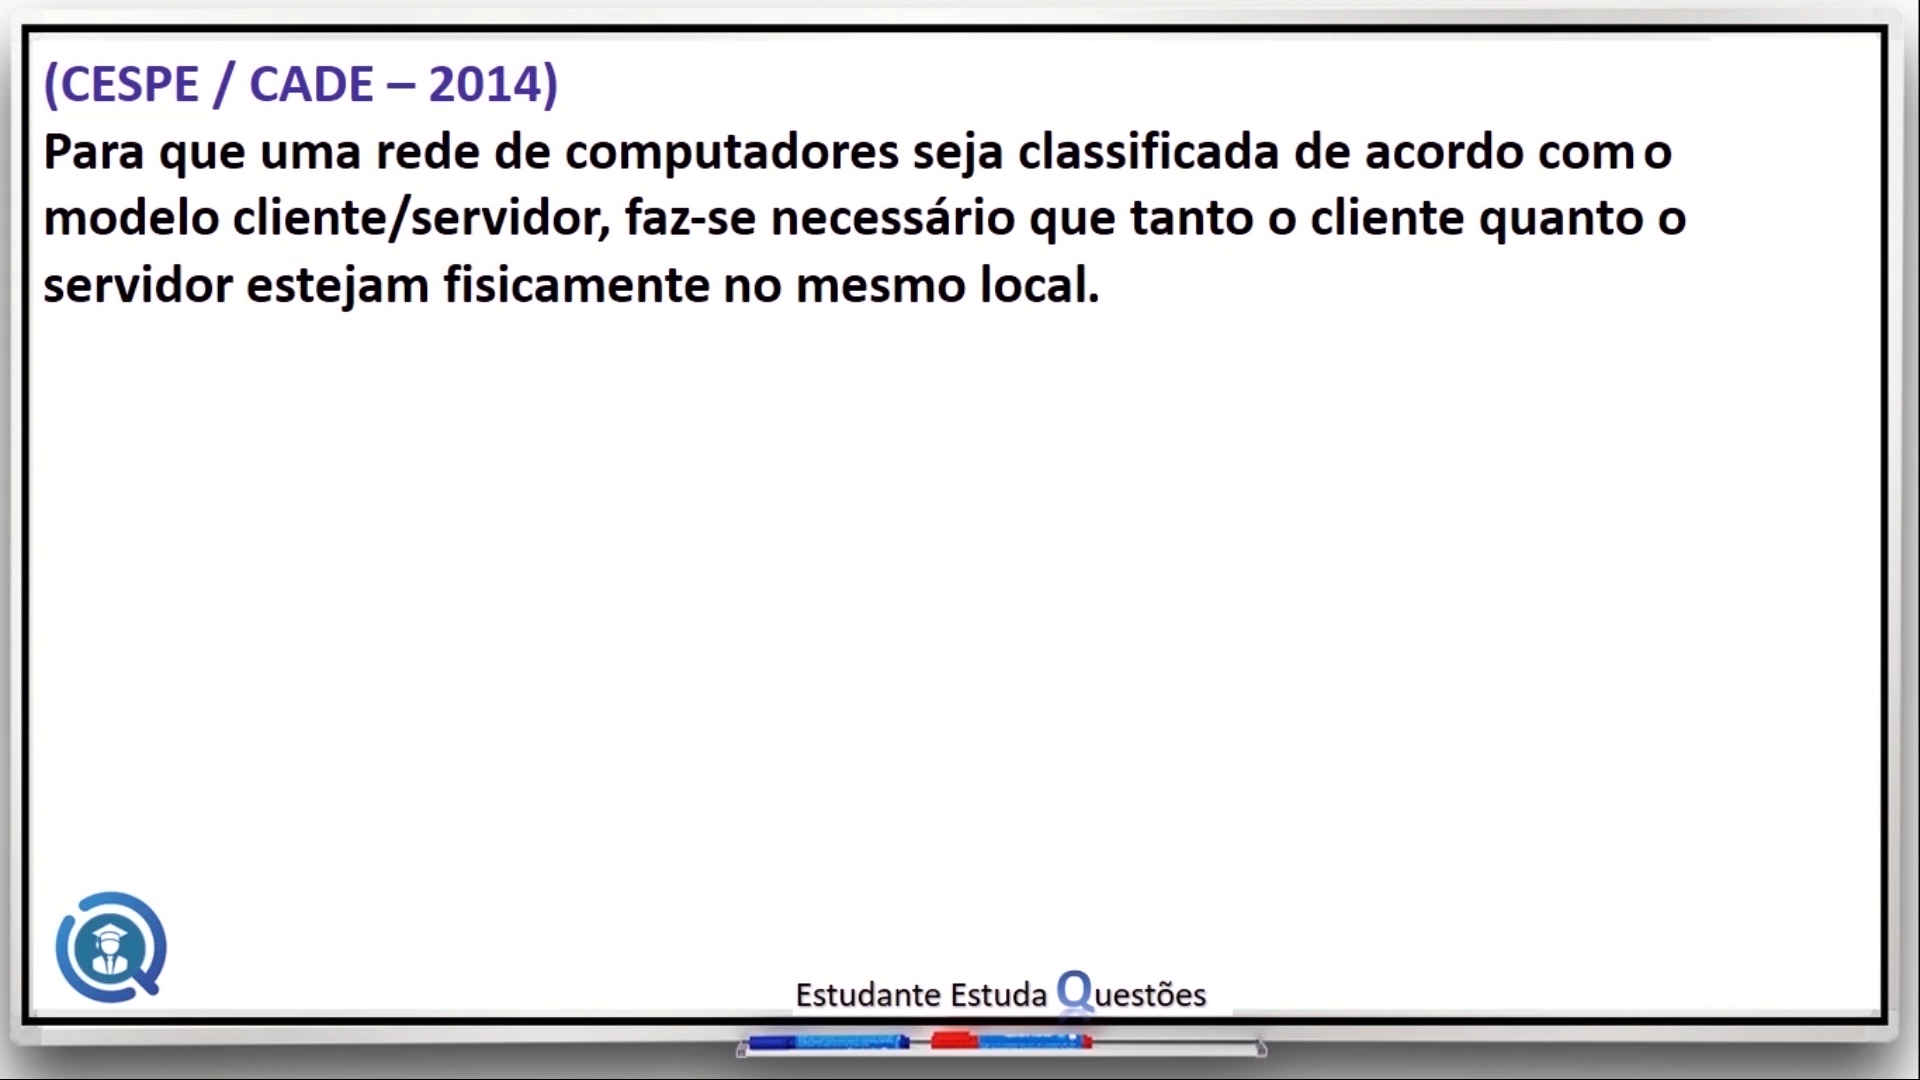 (CESPE / CADE – 2014)
Para que uma rede de computadores seja classificada de acordo com o
modelo cliente/servidor, faz-se necessário que tanto o cliente quanto o
servidor estejam fisicamente no mesmo local.
Estudante Estuda Questões